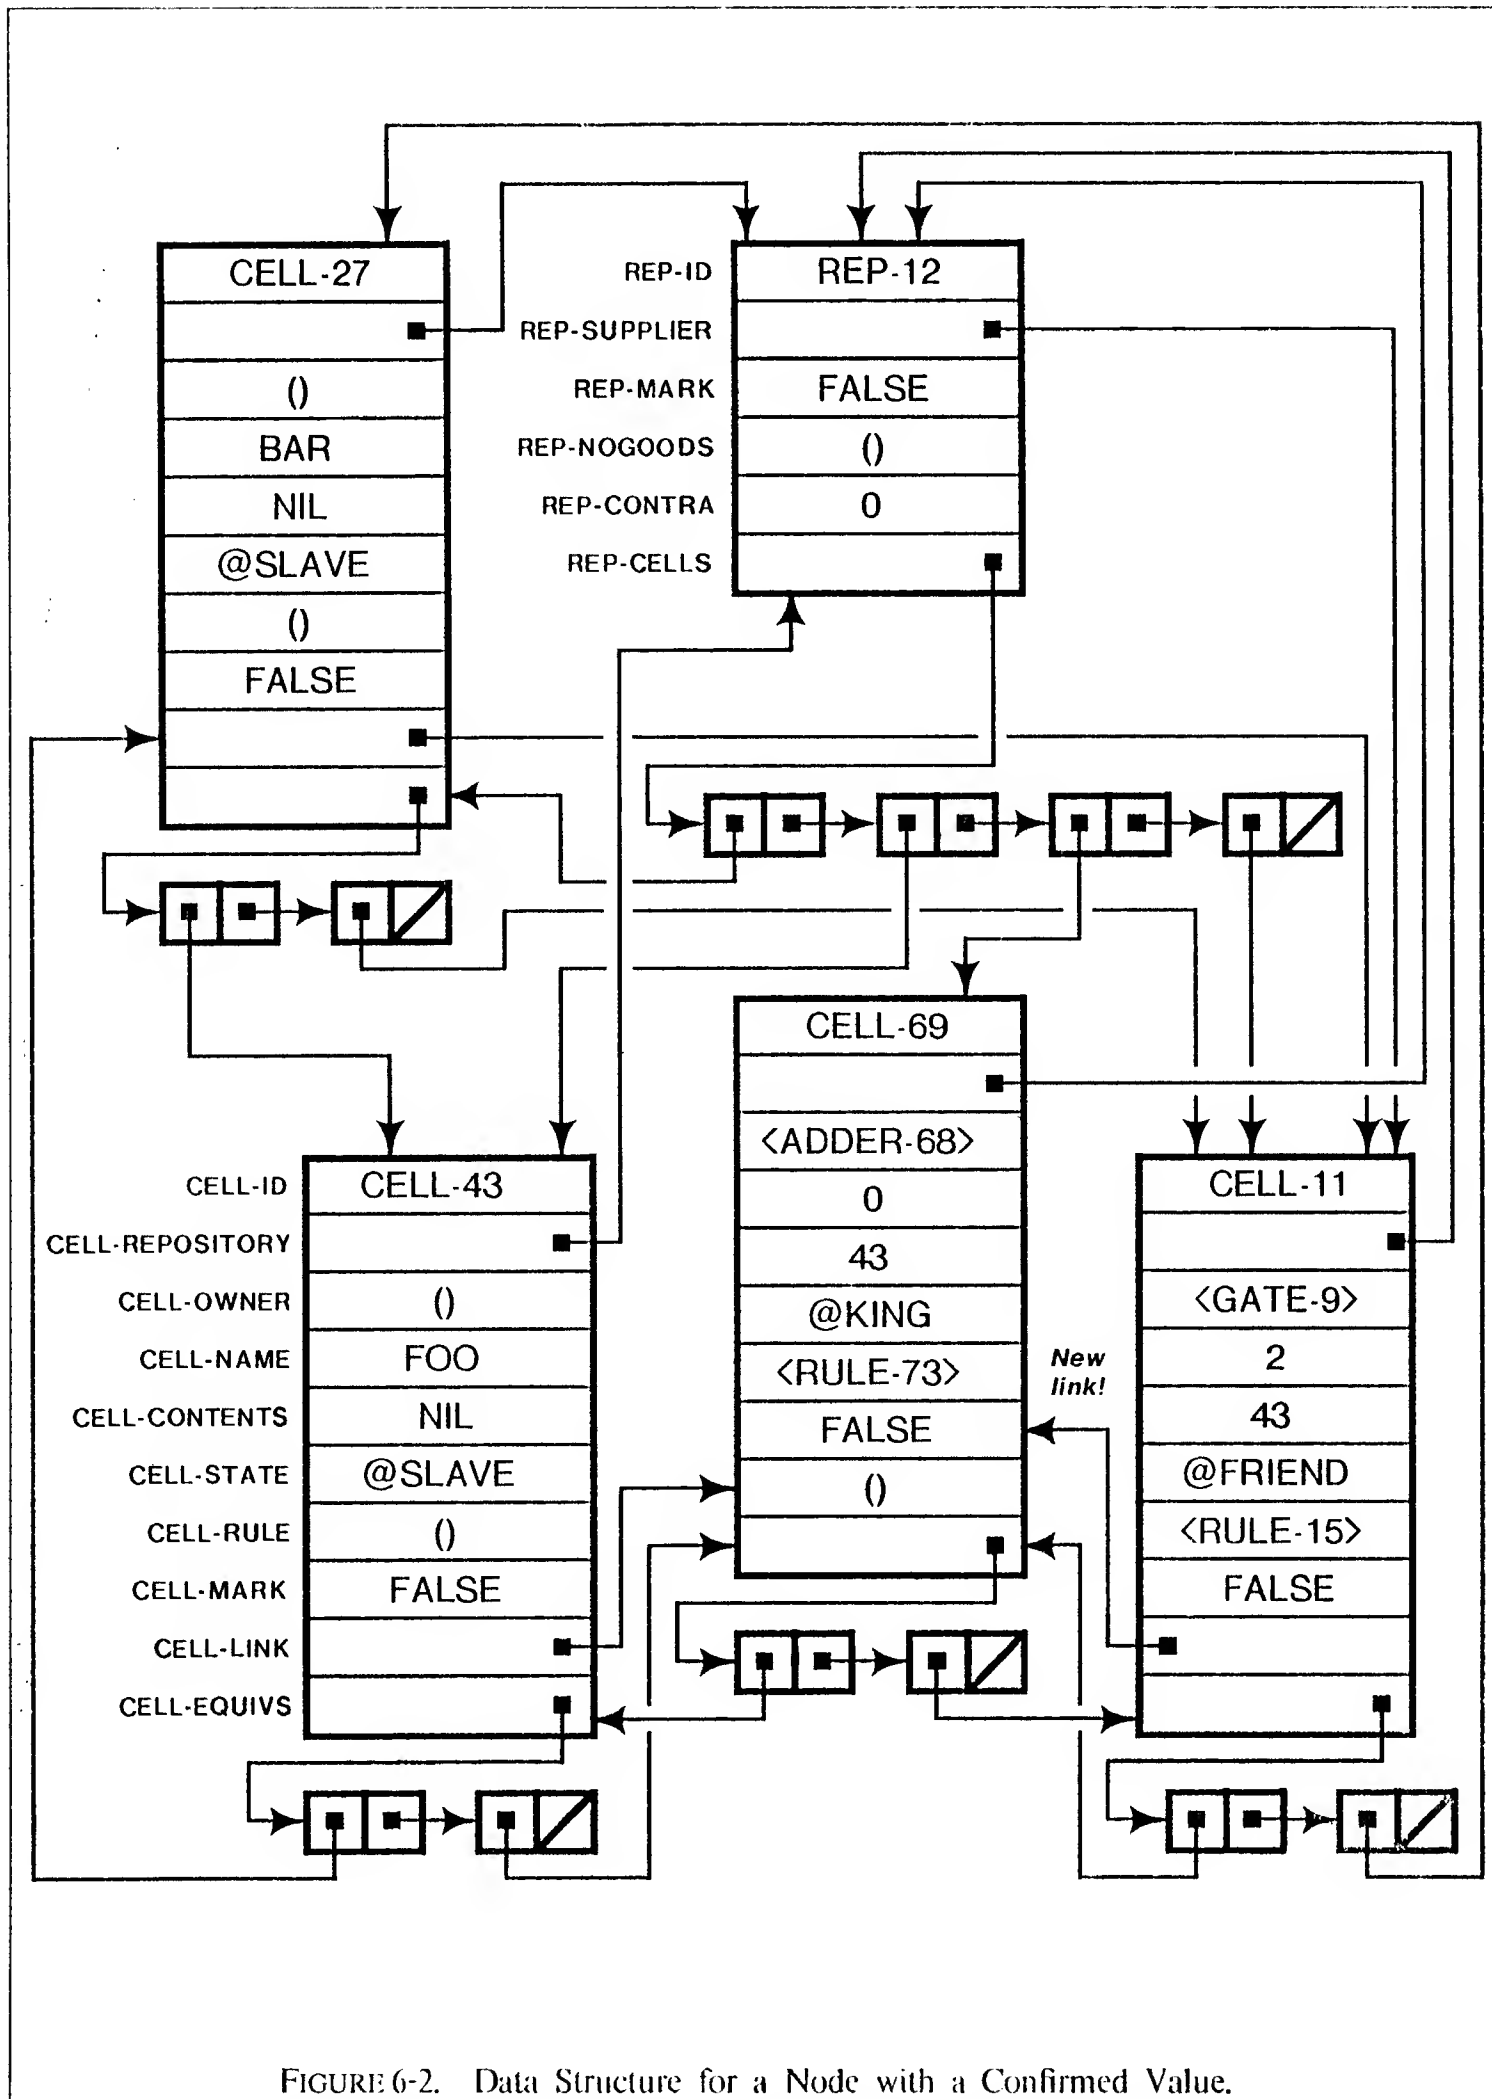 CELL-27
()
BAR
NIL
@SLAVE
()
FALSE
REP-ID REP-12
REP-SUPPLIER
REP-MARK FALSE
REP-NOGOODS ()
REP-CONTRA 0
REP-CELLS
CELL-69
<ADDER-68>
0
43
@KING
<RULE-73>
FALSE
()
CELL-ID CELL-43
CELL-REPOSITORY
CELL-OWNER ()
CELL-NAME FOO
CELL-CONTENTS NIL
CELL-STATE @SLAVE
CELL-RULE ()
CELL-MARK FALSE
CELL-LINK
CELL-EQUIVS
New
link!
CELL-11
<GATE-9>
2
43
@FRIEND
<RULE-15>
FALSE
FIGURE 6-2. Data Structure for a Node with a Confirmed Value.